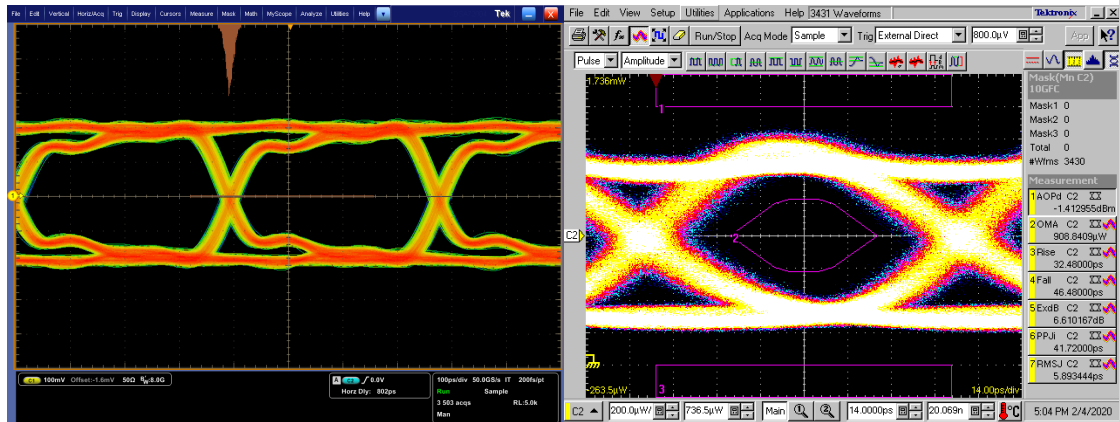 File Edit Vertical Horiz/Acq Trig Display Cursors Measure Mask Math MyScope Analyze Utilities Help Tek
1
C1 100mV Offset:-1.6mV 50Ω BW:8.0G
A C3 0.0V
Horz Dly: 802ps
100ps/div 50.0GS/s IT 200fs/pt
Run Sample
3 503 acqs RL:5.0k
Man
File Edit View Setup Utilities Applications Help 3431 Waveforms Tektronix
Run/Stop Acq Mode Sample Trig External Direct 800.0µV App
Pulse Amplitude
1.736mW
1
2
3
C2
-263.5µW
14.00ps/div
Mask(Mn C2)
10GFC
Mask1 0
Mask2 0
Mask3 0
Total 0
#Wfms 3430
Measurement
1 AOPd C2
-1.412955dBm
2 OMA C2
908.8409µW
3 Rise C2
32.48000ps
4 Fall C2
46.48000ps
5 ExdB C2
6.610167dB
6 PPJi C2
41.72000ps
7 RMSJ C2
5.893444ps
C2 200.0µW/ 736.5µW Main 1 2 14.0000ps 20.069n °C 5:04 PM 2/4/2020